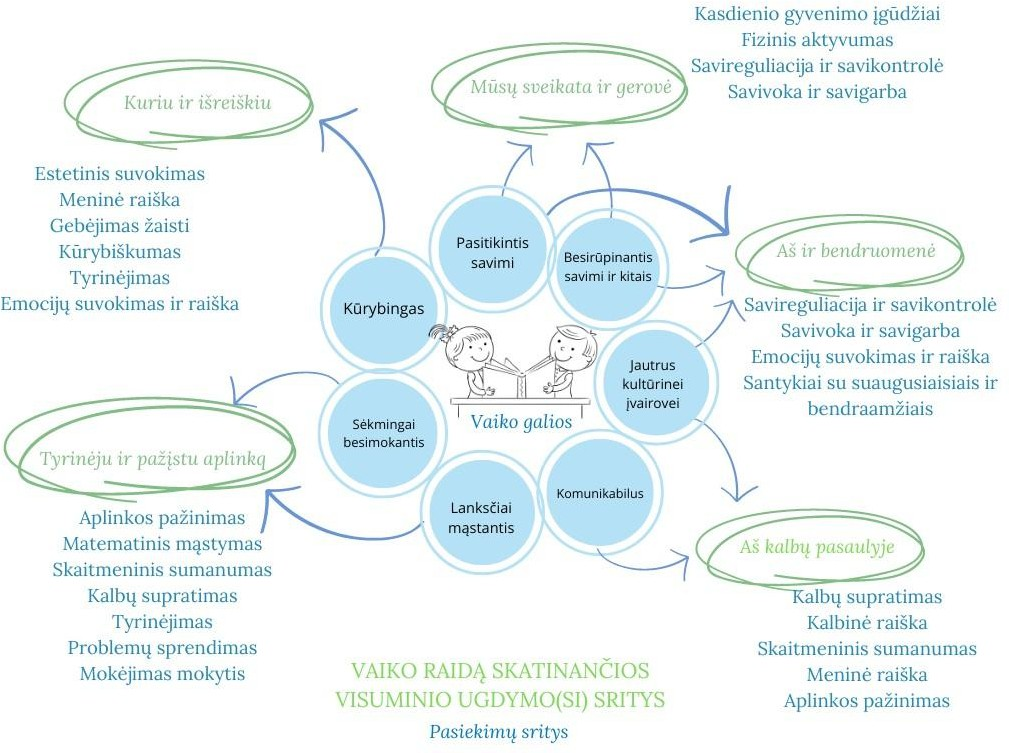 Kuriu ir išreiškiu
Estetinis suvokimas
Meninė raiška
Gebėjimas žaisti
Kūrybiškumas
Tyrinėjimas
Emocijų suvokimas ir raiška
Mūsų sveikata ir gerovė
Kasdienio gyvenimo įgūdžiai
Fizinis aktyvumas
Savireguliacija ir savikontrolė
Savivoka ir savigarba
Aš ir bendruomenė
Savireguliacija ir savikontrolė
Savivoka ir savigarba
Emocijų suvokimas ir raiška
Santykiai su suaugusiaisiais ir
bendraamžiais
Pasitikintis
savimi
Besirūpinantis
savimi ir kitais
Kūrybingas
Jautrus
kultūrinei
įvairovei
Vaiko galios
Sėkmingai
besimokantis
Lanksčiai
mąstantis
Komunikabilus
Tyrinėju ir pažįstu aplinką
Aplinkos pažinimas
Matematinis mąstymas
Skaitmeninis sumanumas
Kalbų supratimas
Tyrinėjimas
Problemų sprendimas
Mokėjimas mokytis
Aš kalbų pasaulyje
Kalbų supratimas
Kalbinė raiška
Skaitmeninis sumanumas
Meninė raiška
Aplinkos pažinimas
VAIKO RAIDĄ SKATINANČIOS
VISUMINIO UGDYMO(SI) SRITYS
Pasiekimų sritys